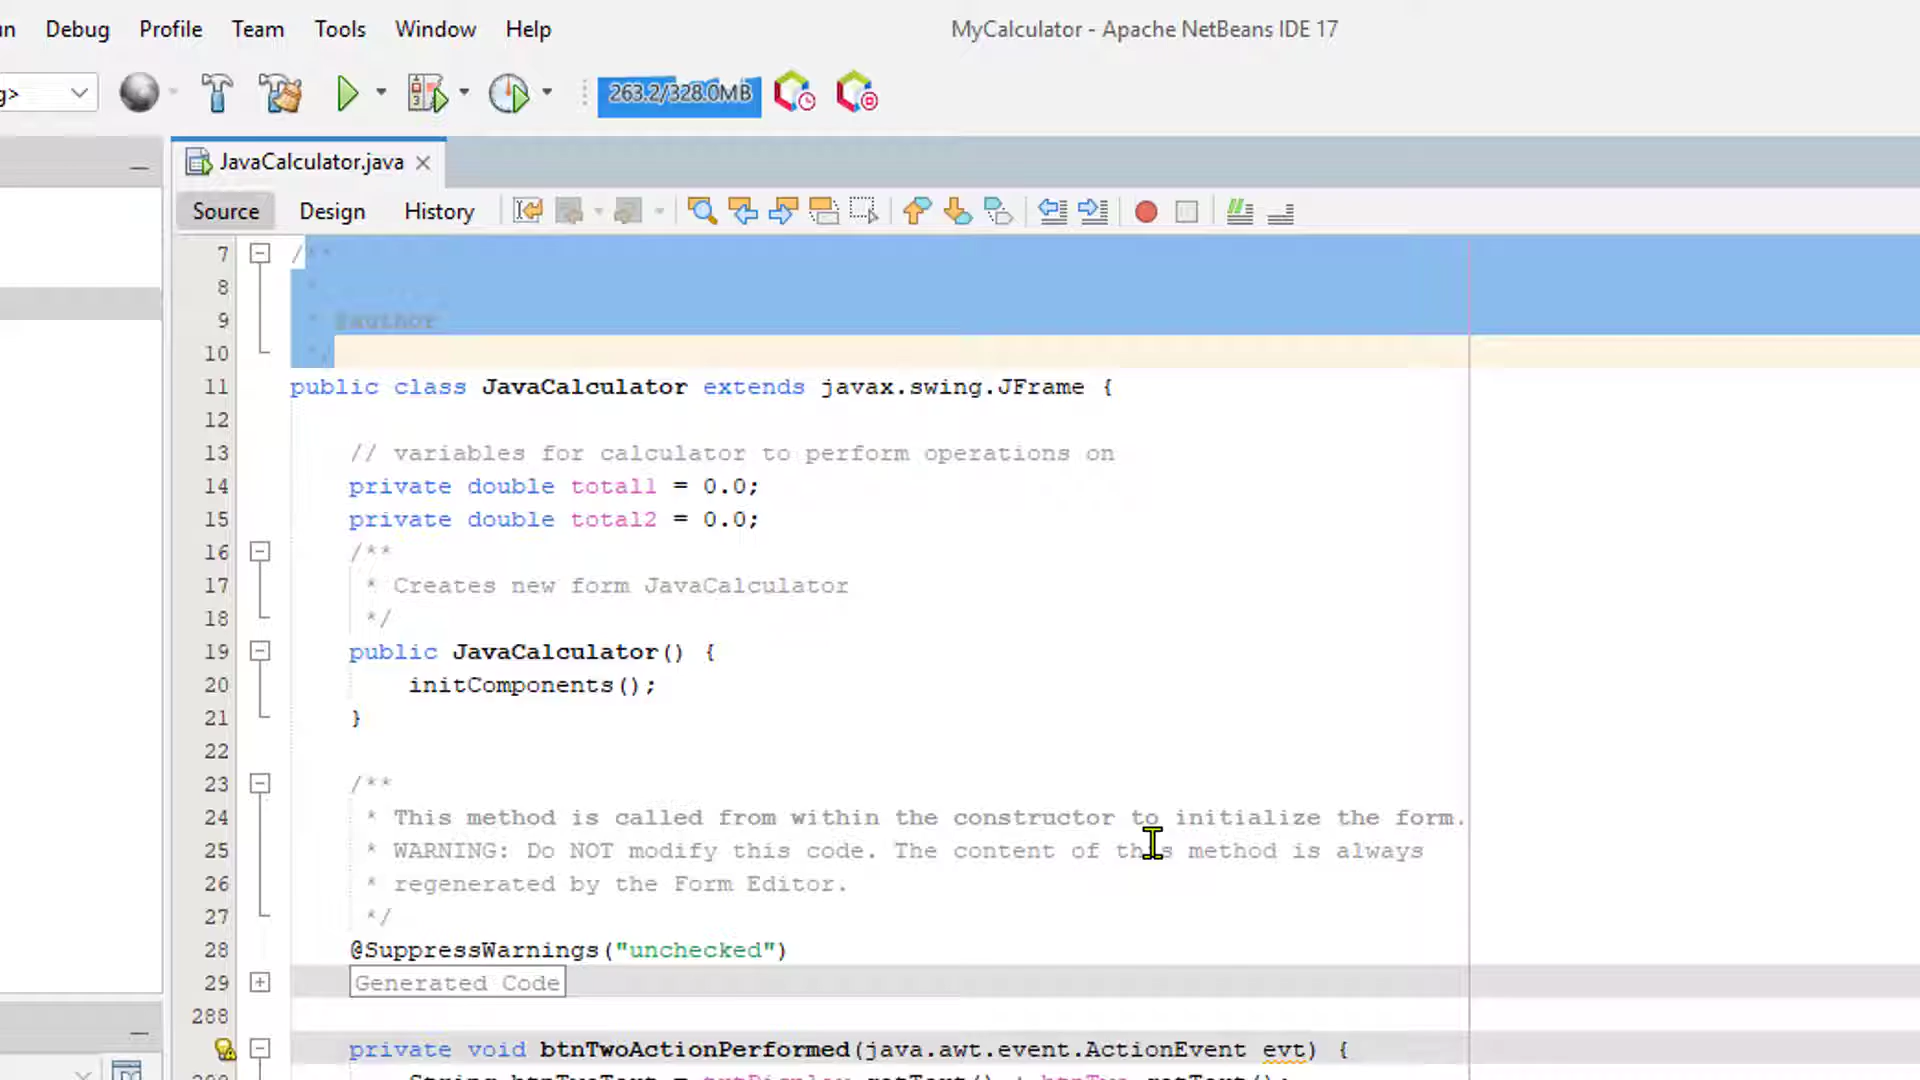 Debug Profile Team Tools Window Help
MyCalculator - Apache NetBeans IDE 17
g>
263.2/328.0MB
JavaCalculator.java
Source Design History
7 /**
8 *
9 * @author
10 */
11 public class JavaCalculator extends javax.swing.JFrame {
12
13 // variables for calculator to perform operations on
14 private double total1 = 0.0;
15 private double total2 = 0.0;
16 /**
17 * Creates new form JavaCalculator
18 */
19 public JavaCalculator() {
20 initComponents();
21 }
22
23 /**
24 * This method is called from within the constructor to initialize the form.
25 * WARNING: Do NOT modify this code. The content of this method is always
26 * regenerated by the Form Editor.
27 */
28 @SuppressWarnings("unchecked")
29 Generated Code
288
private void btnTwoActionPerformed(java.awt.event.ActionEvent evt) {